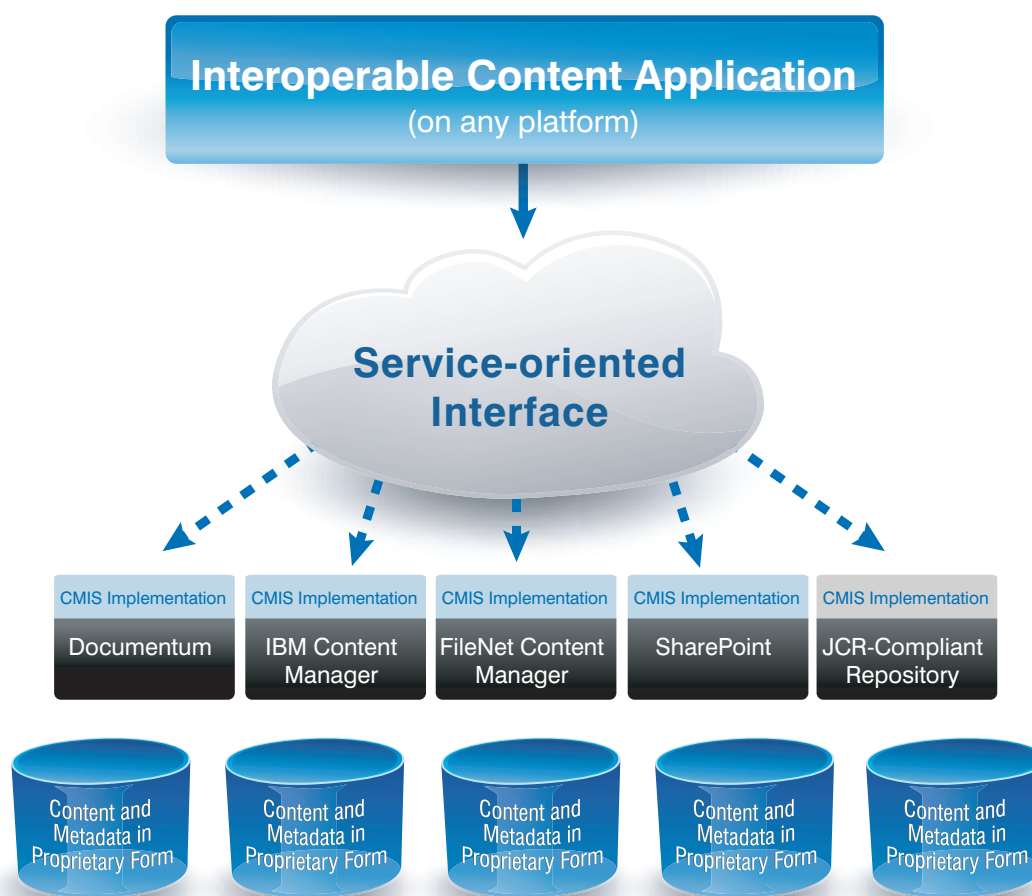 Interoperable Content Application
(on any platform)
Service-oriented
Interface
CMIS Implementation
Documentum
CMIS Implementation
IBM Content
Manager
CMIS Implementation
FileNet Content
Manager
CMIS Implementation
SharePoint
CMIS Implementation
JCR-Compliant
Repository
Content and
Metadata in
Proprietary Form
Content and
Metadata in
Proprietary Form
Content and
Metadata in
Proprietary Form
Content and
Metadata in
Proprietary Form
Content and
Metadata in
Proprietary Form